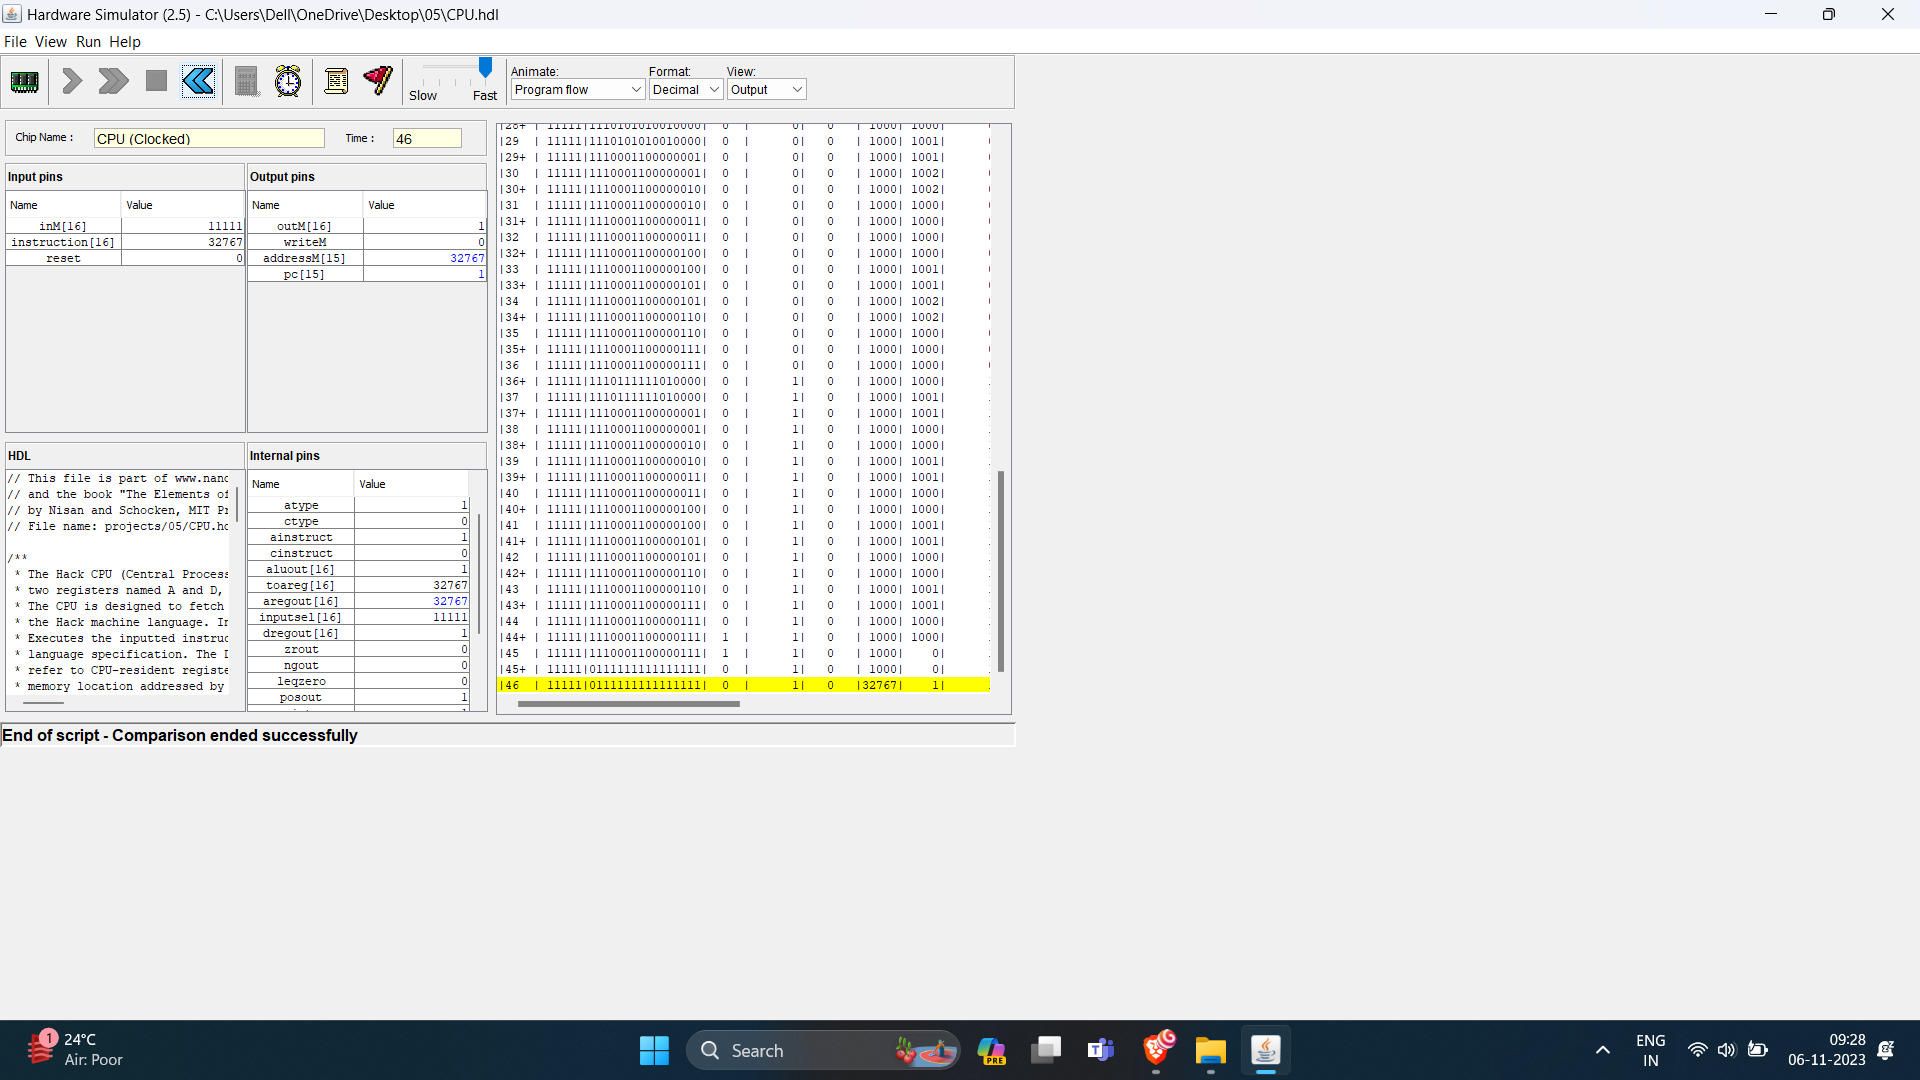 Hardware Simulator (2.5) - C:\Users\Dell\OneDrive\Desktop\05\CPU.hdl
File View Run Help
Slow Fast
Animate: Format: View:
Program flow Decimal Output
Chip Name : CPU (Clocked) Time : 46
Input pins
Name Value
inM[16] 11111
instruction[16] 32767
reset 0
Output pins
Name Value
outM[16] 1
writeM 0
addressM[15] 32767
pc[15] 1
HDL
// This file is part of www.nand
// and the book "The Elements of
// by Nisan and Schocken, MIT Pr
// File name: projects/05/CPU.hd
/**
* The Hack CPU (Central Process
* two registers named A and D,
* The CPU is designed to fetch
* the Hack machine language. In
* Executes the inputted instruc
* language specification. The D
* refer to CPU-resident registe
* memory location addressed by
Internal pins
Name Value
atype 1
ctype 0
ainstruct 1
cinstruct 0
aluout[16] 1
toareg[16] 32767
aregout[16] 32767
inputsel[16] 11111
dregout[16] 1
zrout 0
ngout 0
leqzero 0
posout 1
|28+ | 11111|1110101010010000| 0 | 0| 0 | 1000| 1000|
|29 | 11111|1110101010010000| 0 | 0| 0 | 1000| 1001|
|29+ | 11111|1110001100000001| 0 | 0| 0 | 1000| 1001|
|30 | 11111|1110001100000001| 0 | 0| 0 | 1000| 1002|
|30+ | 11111|1110001100000010| 0 | 0| 0 | 1000| 1002|
|31 | 11111|1110001100000010| 0 | 0| 0 | 1000| 1000|
|31+ | 11111|1110001100000011| 0 | 0| 0 | 1000| 1000|
|32 | 11111|1110001100000011| 0 | 0| 0 | 1000| 1000|
|32+ | 11111|1110001100000100| 0 | 0| 0 | 1000| 1000|
|33 | 11111|1110001100000100| 0 | 0| 0 | 1000| 1001|
|33+ | 11111|1110001100000101| 0 | 0| 0 | 1000| 1001|
|34 | 11111|1110001100000101| 0 | 0| 0 | 1000| 1002|
|34+ | 11111|1110001100000110| 0 | 0| 0 | 1000| 1002|
|35 | 11111|1110001100000110| 0 | 0| 0 | 1000| 1000|
|35+ | 11111|1110001100000111| 0 | 0| 0 | 1000| 1000|
|36 | 11111|1110001100000111| 0 | 0| 0 | 1000| 1000|
|36+ | 11111|1110111111010000| 0 | 1| 0 | 1000| 1000|
|37 | 11111|1110111111010000| 0 | 1| 0 | 1000| 1001|
|37+ | 11111|1110001100000001| 0 | 1| 0 | 1000| 1001|
|38 | 11111|1110001100000001| 0 | 1| 0 | 1000| 1000|
|38+ | 11111|1110001100000010| 0 | 1| 0 | 1000| 1000|
|39 | 11111|1110001100000010| 0 | 1| 0 | 1000| 1001|
|39+ | 11111|1110001100000011| 0 | 1| 0 | 1000| 1001|
|40 | 11111|1110001100000011| 0 | 1| 0 | 1000| 1000|
|40+ | 11111|1110001100000100| 0 | 1| 0 | 1000| 1000|
|41 | 11111|1110001100000100| 0 | 1| 0 | 1000| 1001|
|41+ | 11111|1110001100000101| 0 | 1| 0 | 1000| 1001|
|42 | 11111|1110001100000101| 0 | 1| 0 | 1000| 1000|
|42+ | 11111|1110001100000110| 0 | 1| 0 | 1000| 1000|
|43 | 11111|1110001100000110| 0 | 1| 0 | 1000| 1001|
|43+ | 11111|1110001100000111| 0 | 1| 0 | 1000| 1001|
|44 | 11111|1110001100000111| 0 | 1| 0 | 1000| 1000|
|44+ | 11111|1110001100000111| 1 | 1| 0 | 1000| 1000|
|45 | 11111|1110001100000111| 1 | 1| 0 | 1000| 0|
|45+ | 11111|0111111111111111| 0 | 1| 0 | 1000| 0|
|46 | 11111|0111111111111111| 0 | 1| 0 |32767| 1|
End of script - Comparison ended successfully
1
24°C
Air: Poor
Search
PRE
ENG
IN
09:28
06-11-2023